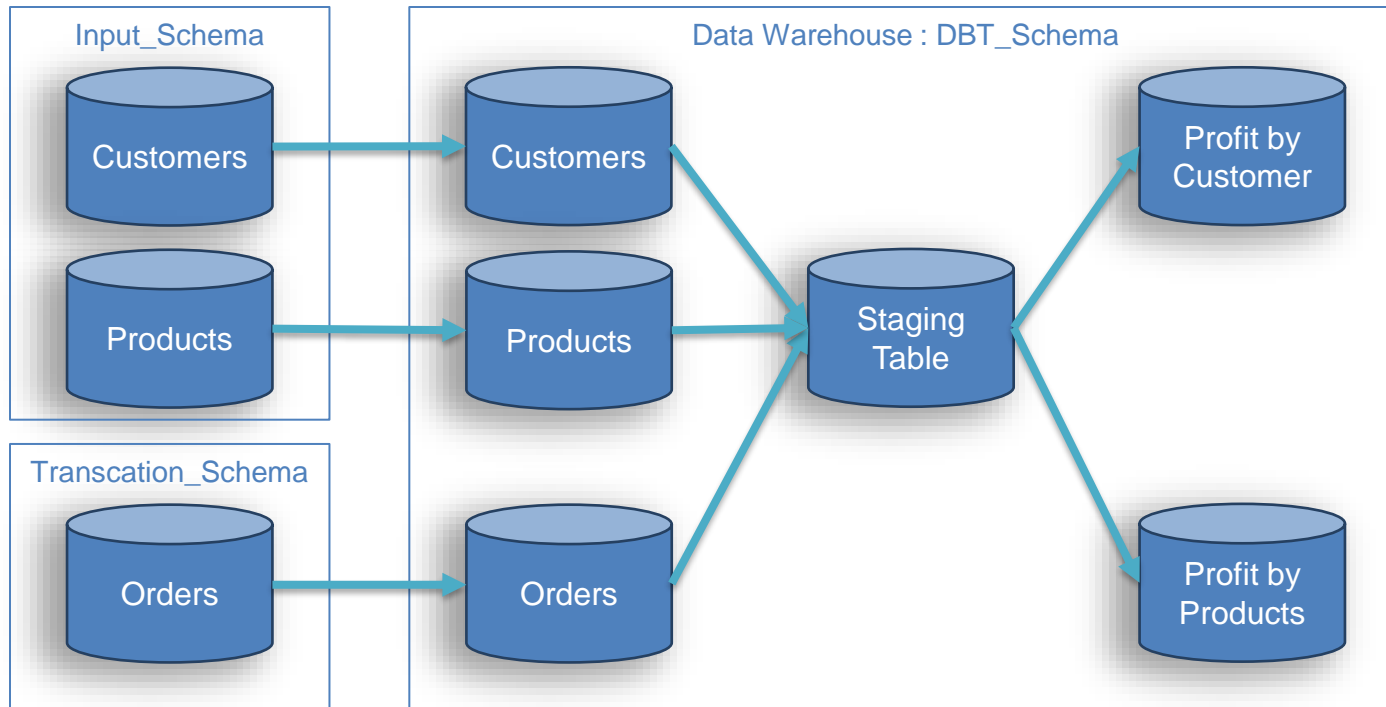 Input_Schema
Data Warehouse : DBT_Schema
Customers
Customers
Profit by
Customer
Products
Products
Staging
Table
Transcation_Schema
Orders
Orders
Profit by
Products